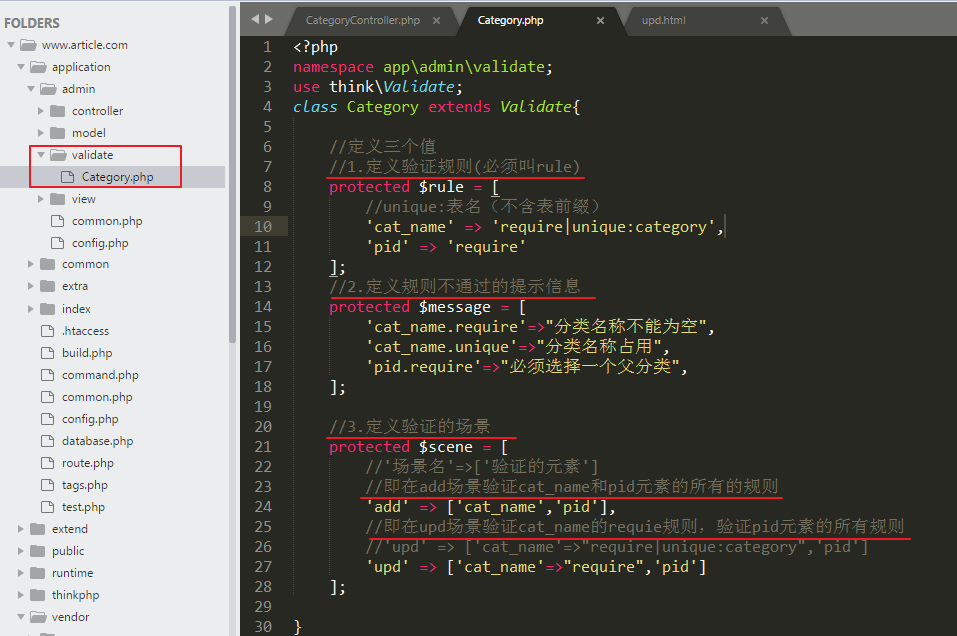 FOLDERS
www.article.com
application
admin
controller
model
validate
Category.php
view
common.php
config.php
common
extra
index
.htaccess
build.php
command.php
common.php
config.php
database.php
route.php
tags.php
test.php
extend
public
runtime
thinkphp
vendor
CategoryController.php × Category.php × upd.html ×
1 <?php
2 namespace app\admin\validate;
3 use think\Validate;
4 class Category extends Validate{
5
6 //定义三个值
7 //1.定义验证规则(必须叫rule)
8 protected $rule = [
9 //unique:表名（不含表前缀）
10 'cat_name' => 'require|unique:category',
11 'pid' => 'require'
12 ];
13 //2.定义规则不通过的提示信息
14 protected $message = [
15 'cat_name.require'=>"分类名称不能为空",
16 'cat_name.unique'=>"分类名称占用",
17 'pid.require'=>"必须选择一个父分类",
18 ];
19
20 //3.定义验证的场景
21 protected $scene = [
22 //'场景名'=>['验证的元素']
23 //即在add场景验证cat_name和pid元素的所有的规则
24 'add' => ['cat_name','pid'],
25 //即在upd场景验证cat_name的requie规则，验证pid元素的所有规则
26 //'upd' => ['cat_name'=>"require|unique:category",'pid']
27 'upd' => ['cat_name'=>"require",'pid']
28 ];
29
30 }